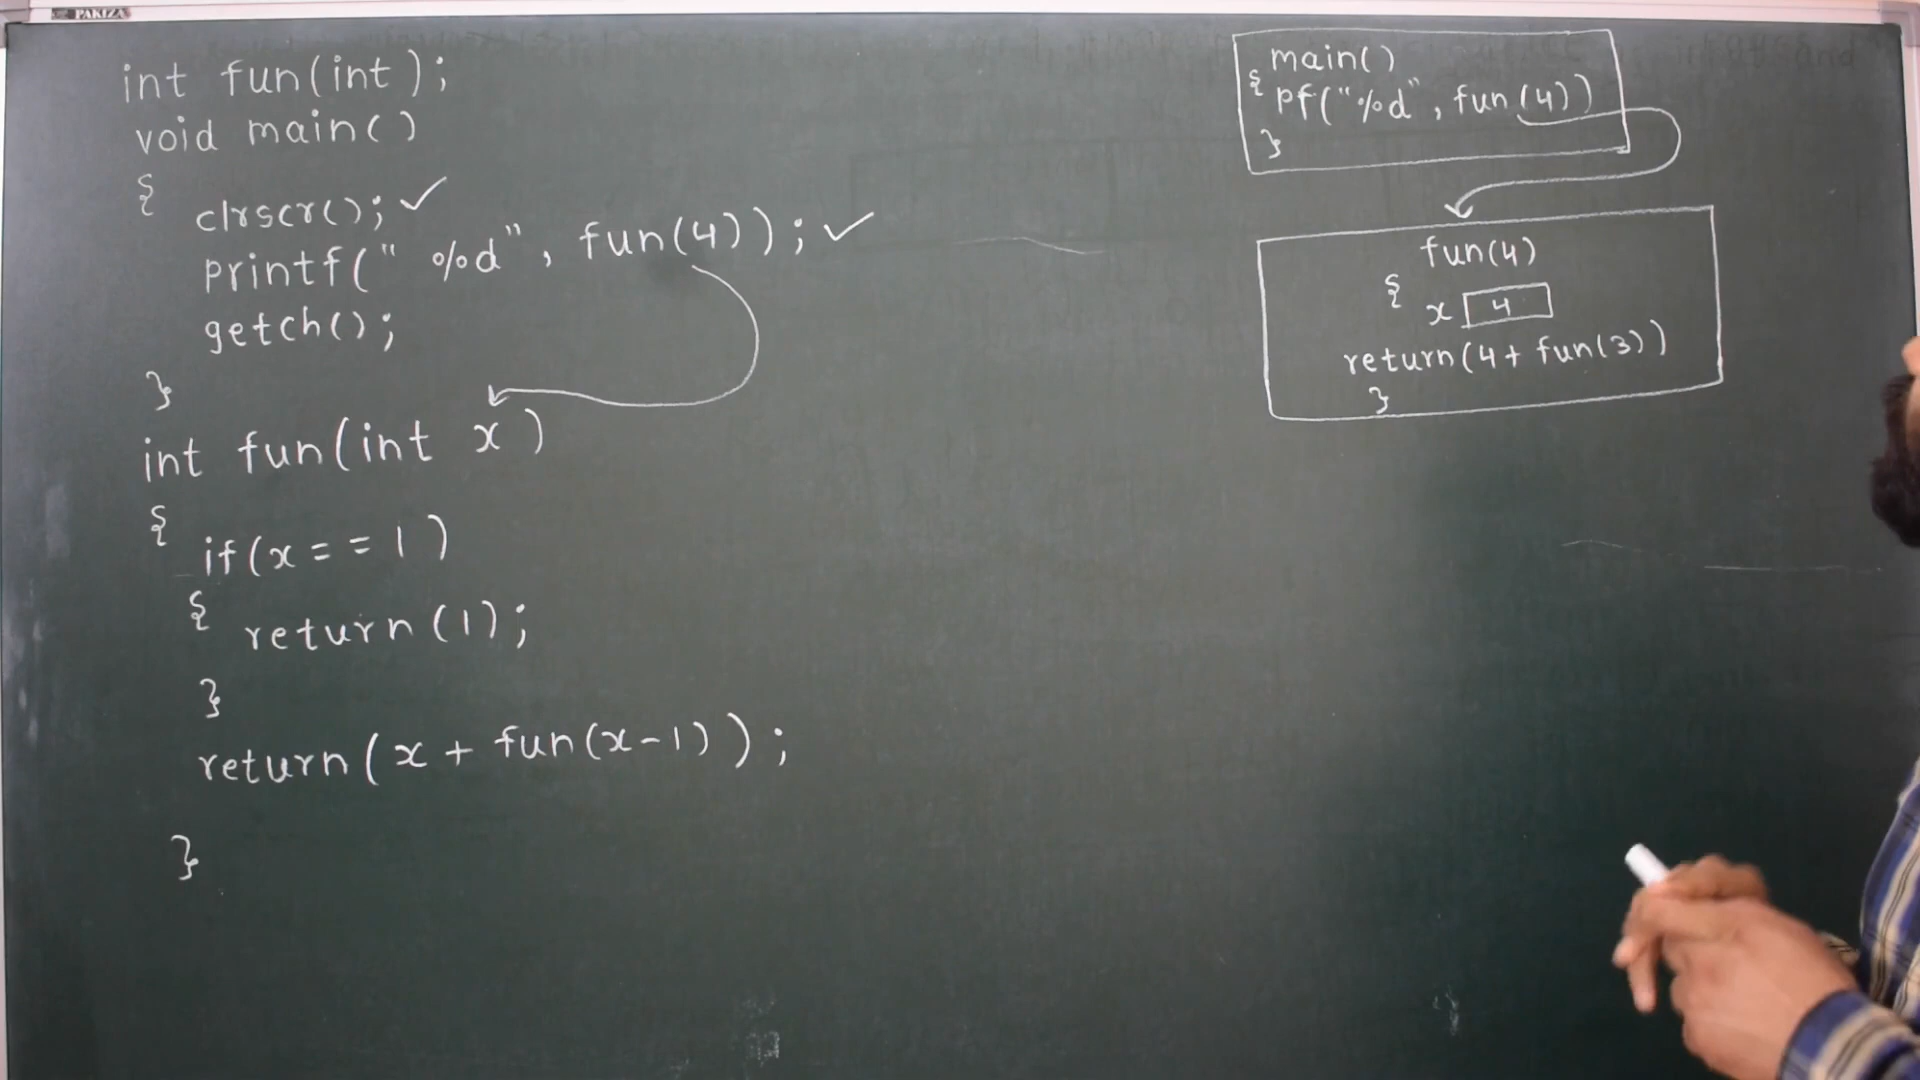 PAKIZA
int fun(int);
void main()
{
clrscr(); ✓
printf(" %d", fun(4)); ✓
getch();
}
int fun(int x)
{
if(x==1)
{
return(1);
}
return(x + fun(x-1));
}
main()
{
pf("%d", fun(4))
}
fun(4)
{
x 4
return(4+ fun(3))
}